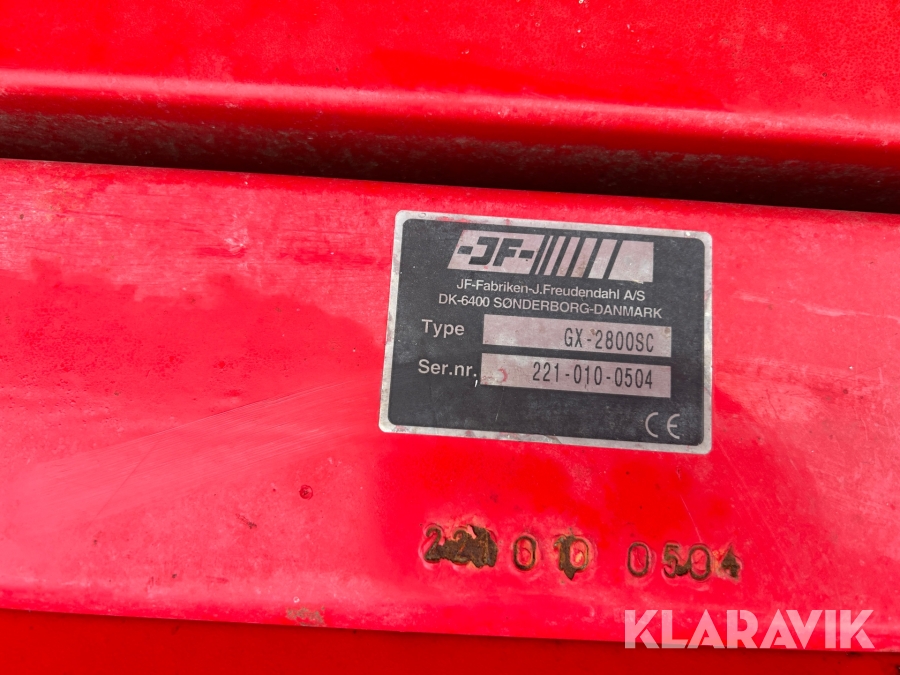 -JF-
JF-Fabriken-J.Freudendahl A/S
DK-6400 SØNDERBORG-DANMARK
Type GX-2800SC
Ser.nr. 221-010-0504
CE
0504
KLARAVIK